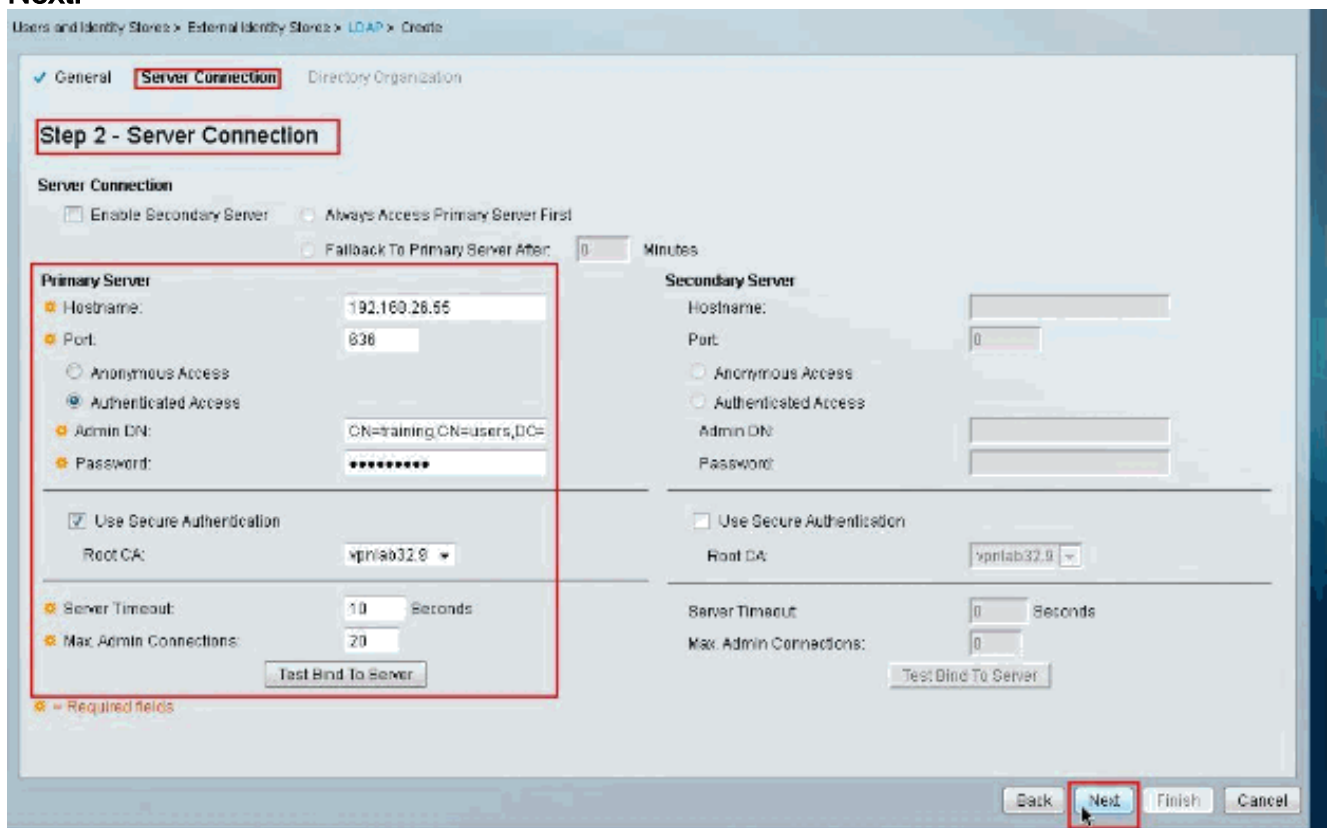 Next.
Users and Identity Stores > External Identity Stores > LDAP > Create
General Server Connection Directory Organization
Step 2 - Server Connection
Server Connection
Enable Secondary Server Always Access Primary Server First
Failback To Primary Server After: 0 Minutes
Primary Server Secondary Server
Hostname: 192.168.26.55 Hostname:
Port: 636 Port: 0
Anonymous Access Anonymous Access
Authenticated Access Authenticated Access
Admin DN: CN=training,CN=users,DC= Admin DN:
Password: ••••••••• Password:
Use Secure Authentication Use Secure Authentication
Root CA: vpnlab32.9 Root CA: vpnlab32.9
Server Timeout: 10 Seconds Server Timeout: 0 Seconds
Max. Admin Connections: 20 Max. Admin Connections: 0
Test Bind To Server Test Bind To Server
= Required fields
Back Next Finish Cancel